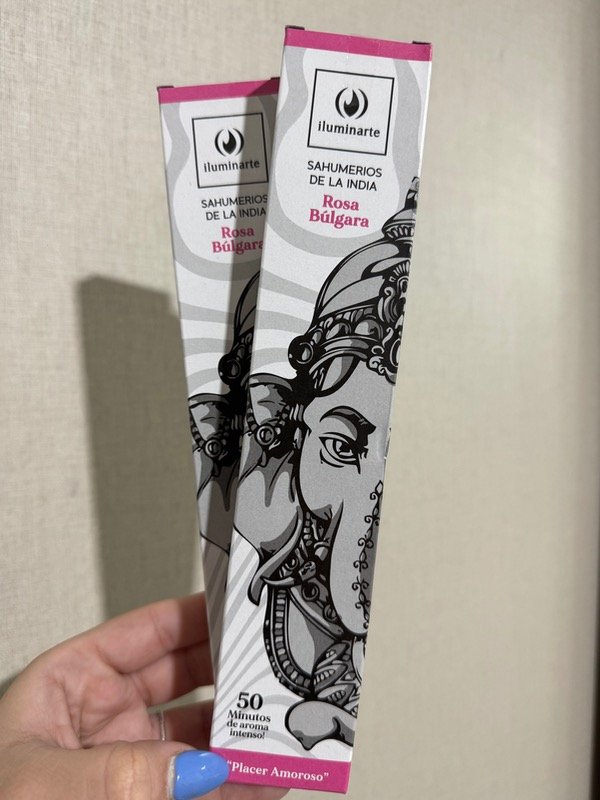 iluminarte
SAHUMERIOS
DE LA INDIA
Rosa
Búlgara
iluminarte
SAHUMERIOS
DE LA INDIA
Rosa
Búlgara
50
Minutos
de aroma
intenso!
"Placer Amoroso"